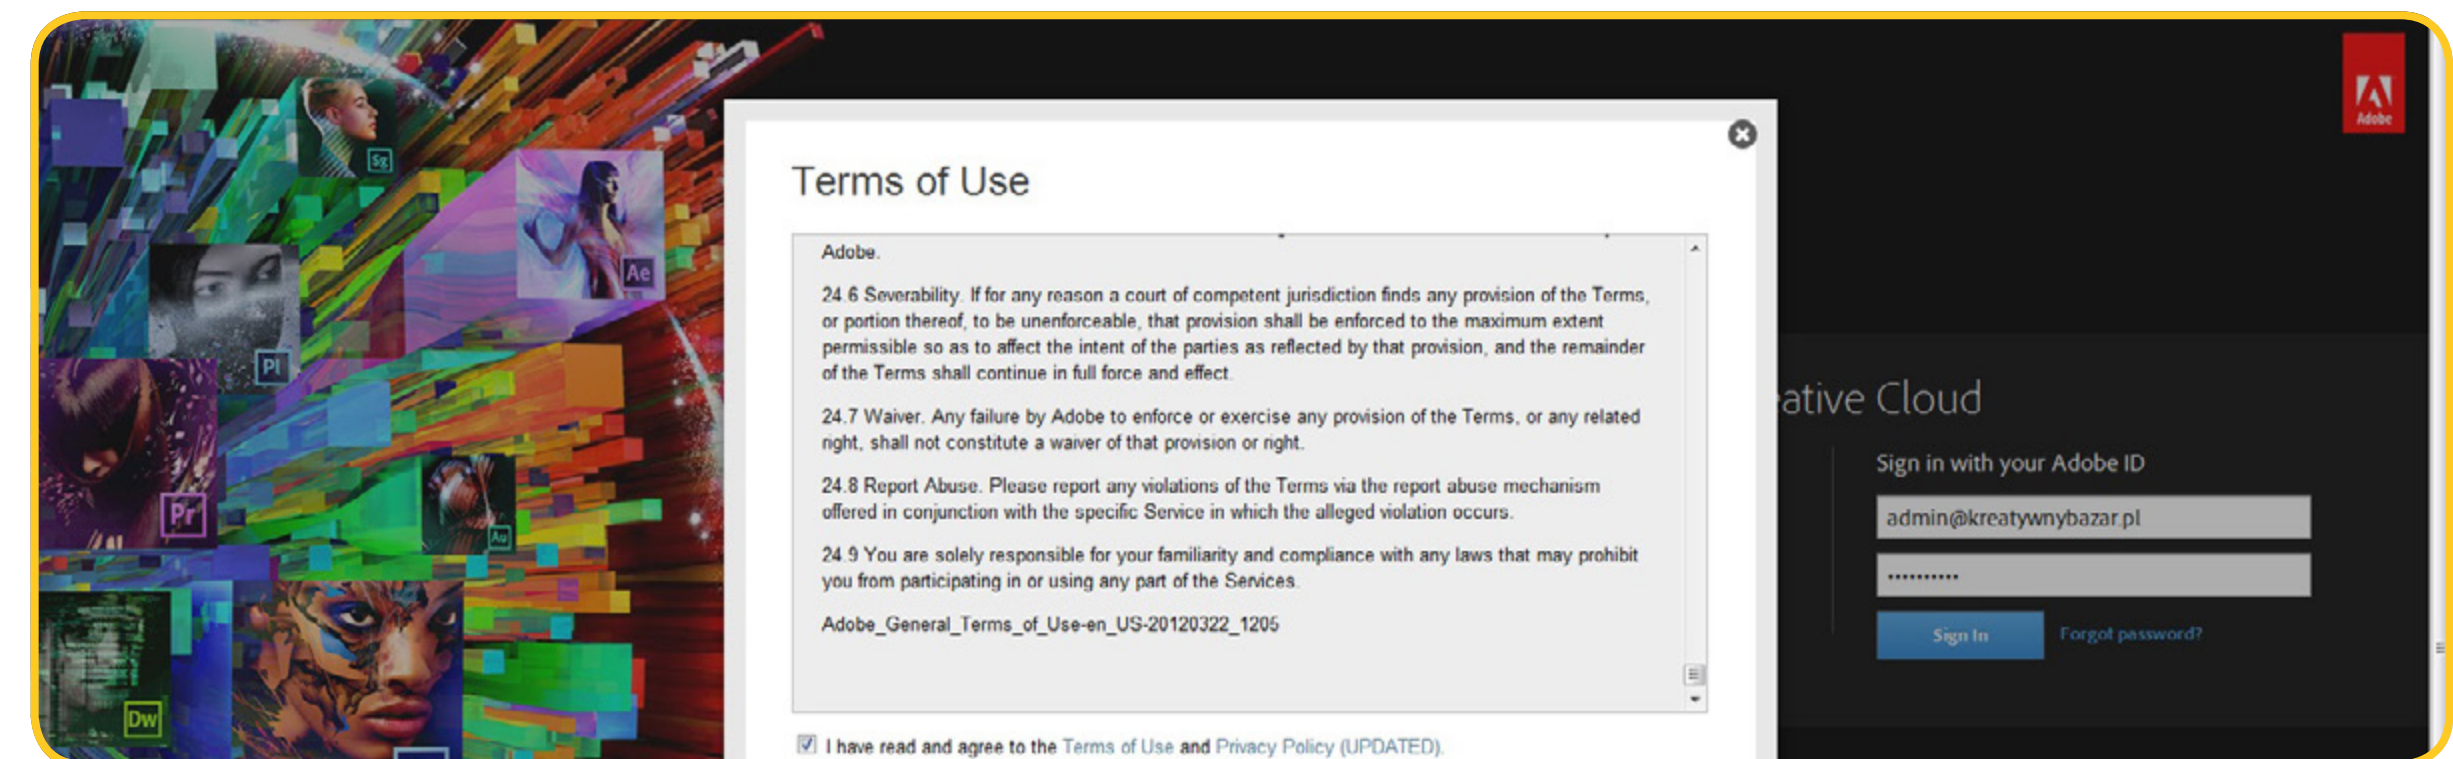 Adobe
Sg
Ae
Pl
Pr
Au
Dw
Terms of Use
Adobe.
24.6 Severability. If for any reason a court of competent jurisdiction finds any provision of the Terms,
or portion thereof, to be unenforceable, that provision shall be enforced to the maximum extent
permissible so as to affect the intent of the parties as reflected by that provision, and the remainder
of the Terms shall continue in full force and effect.
24.7 Waiver. Any failure by Adobe to enforce or exercise any provision of the Terms, or any related
right, shall not constitute a waiver of that provision or right.
24.8 Report Abuse. Please report any violations of the Terms via the report abuse mechanism
offered in conjunction with the specific Service in which the alleged violation occurs.
24.9 You are solely responsible for your familiarity and compliance with any laws that may prohibit
you from participating in or using any part of the Services.
Adobe_General_Terms_of_Use-en_US-20120322_1205
I have read and agree to the Terms of Use and Privacy Policy (UPDATED).
ative Cloud
Sign in with your Adobe ID
admin@kreatywnybazar.pl
••••••••••
Sign In Forgot password?